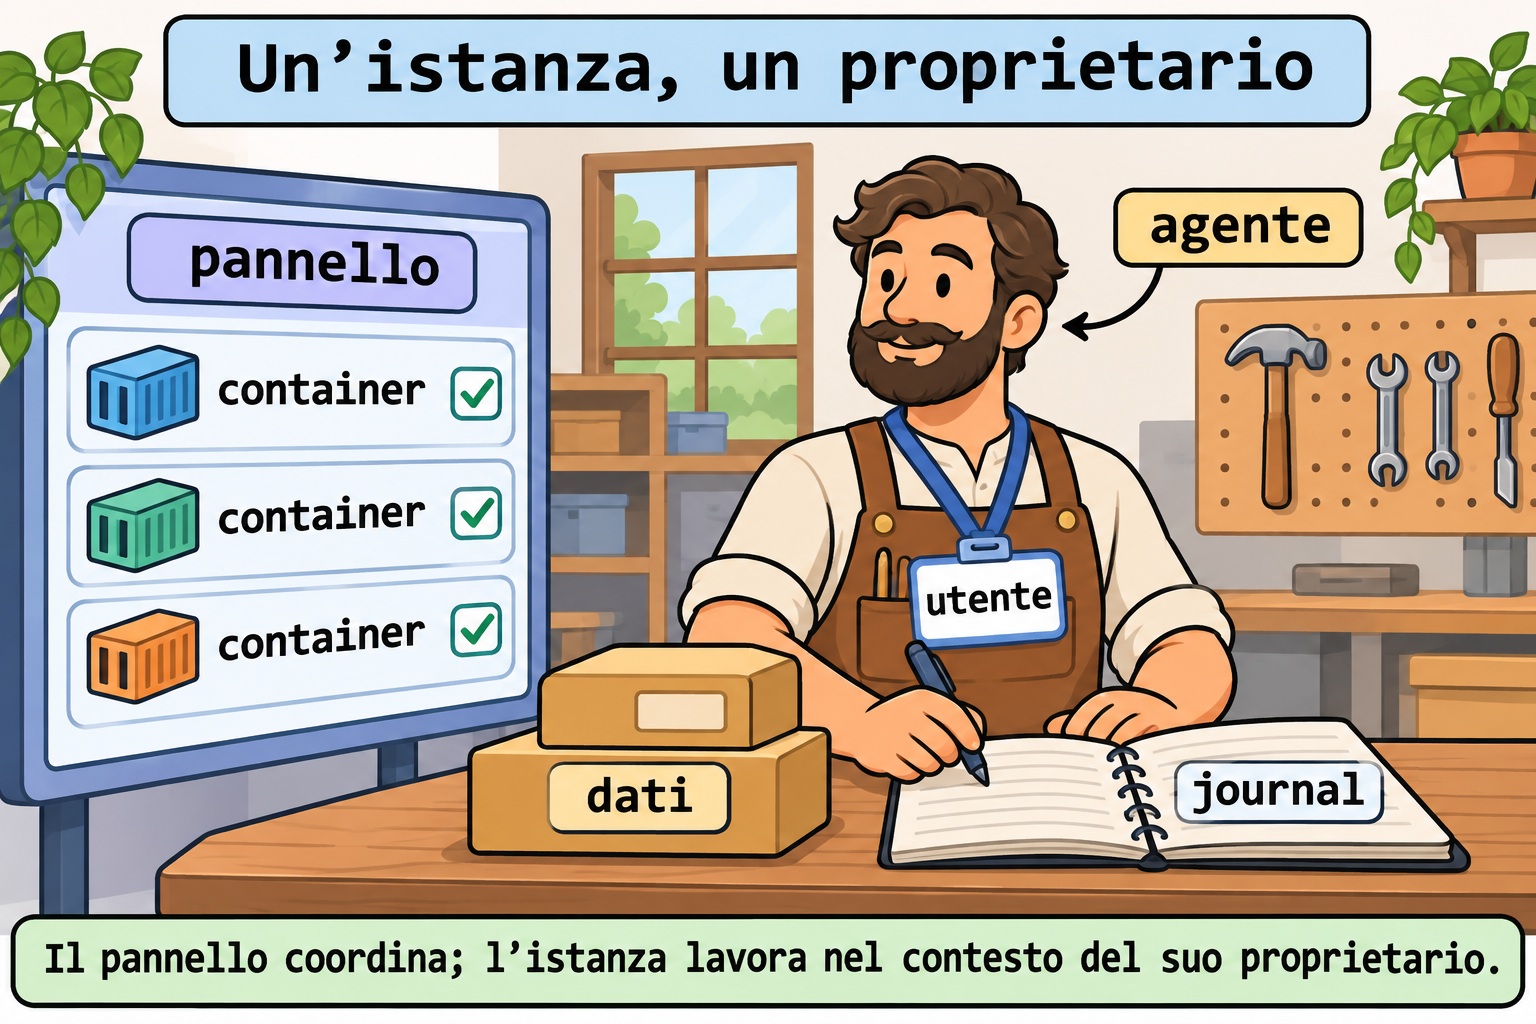 Un’istanza, un proprietario
pannello
container
container
container
agente
utente
dati
journal
Il pannello coordina; l’istanza lavora nel contesto del suo proprietario.